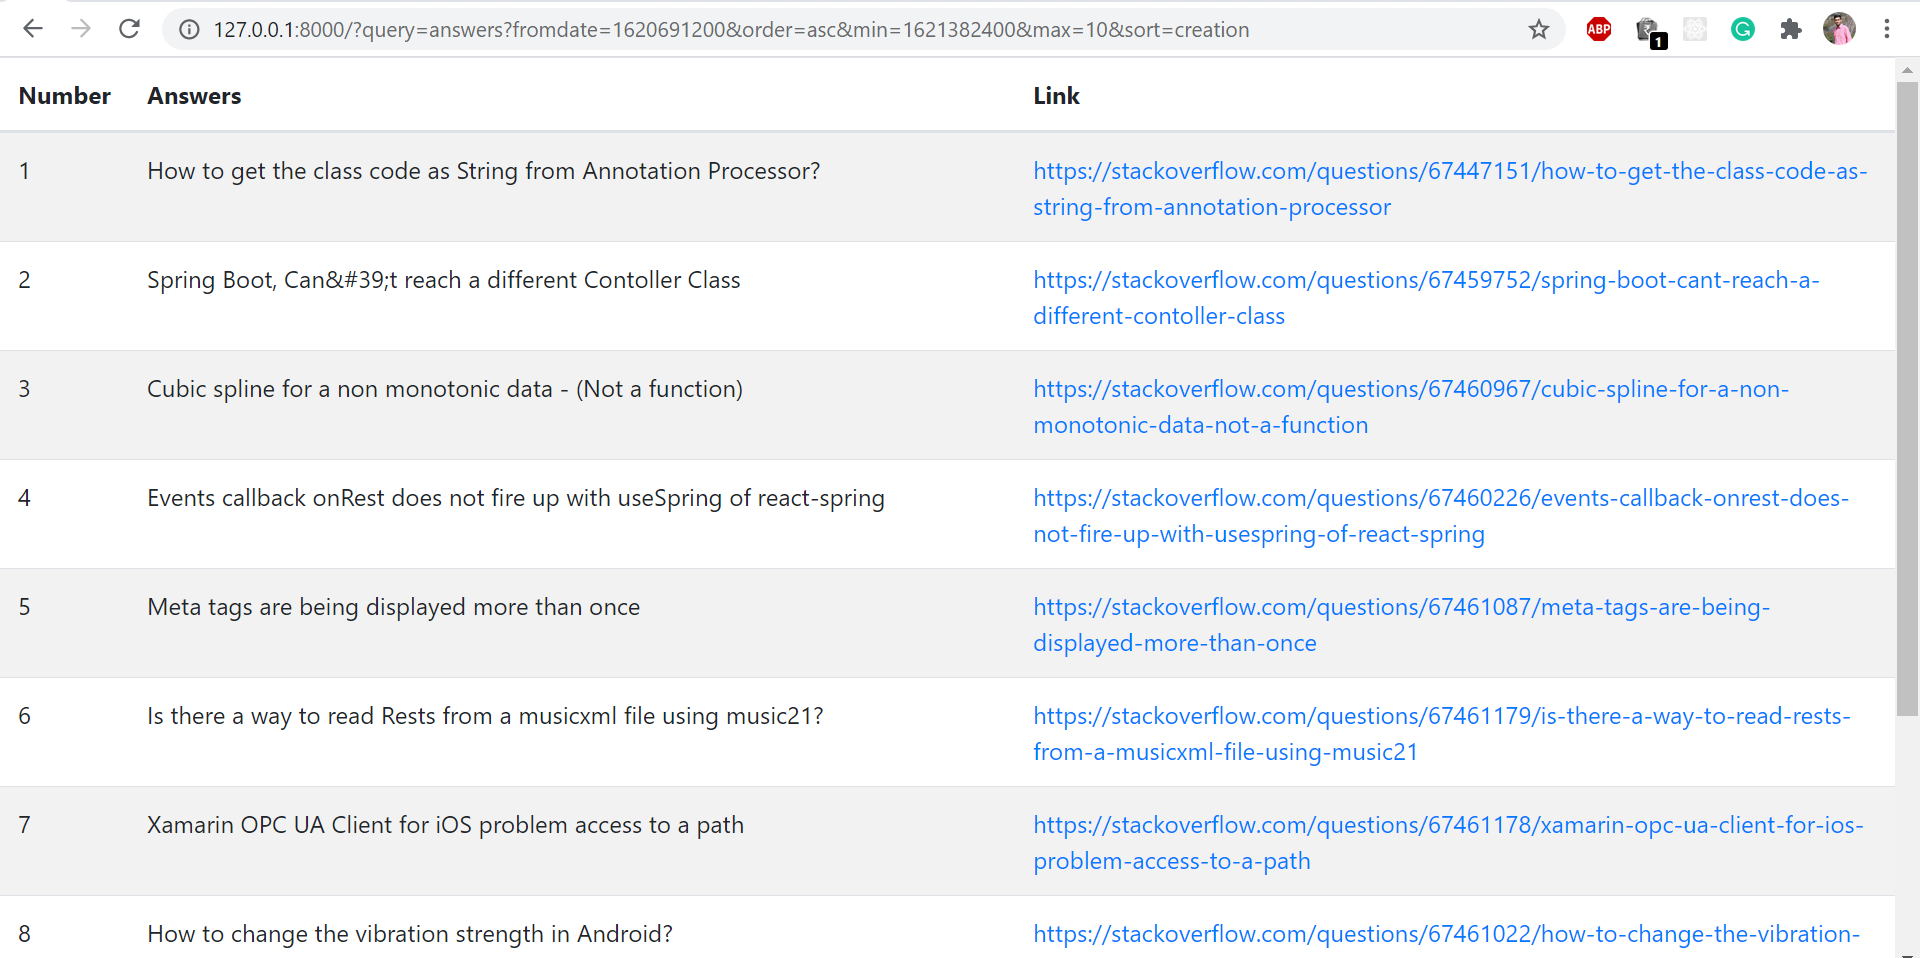 127.0.0.1:8000/?query=answers?fromdate=1620691200&order=asc&min=1621382400&max=10&sort=creation
ABP
1
G
Number Answers Link
1 How to get the class code as String from Annotation Processor? https://stackoverflow.com/questions/67447151/how-to-get-the-class-code-as-
string-from-annotation-processor
2 Spring Boot, Can&#39;t reach a different Contoller Class https://stackoverflow.com/questions/67459752/spring-boot-cant-reach-a-
different-contoller-class
3 Cubic spline for a non monotonic data - (Not a function) https://stackoverflow.com/questions/67460967/cubic-spline-for-a-non-
monotonic-data-not-a-function
4 Events callback onRest does not fire up with useSpring of react-spring https://stackoverflow.com/questions/67460226/events-callback-onrest-does-
not-fire-up-with-usespring-of-react-spring
5 Meta tags are being displayed more than once https://stackoverflow.com/questions/67461087/meta-tags-are-being-
displayed-more-than-once
6 Is there a way to read Rests from a musicxml file using music21? https://stackoverflow.com/questions/67461179/is-there-a-way-to-read-rests-
from-a-musicxml-file-using-music21
7 Xamarin OPC UA Client for iOS problem access to a path https://stackoverflow.com/questions/67461178/xamarin-opc-ua-client-for-ios-
problem-access-to-a-path
8 How to change the vibration strength in Android? https://stackoverflow.com/questions/67461022/how-to-change-the-vibration-